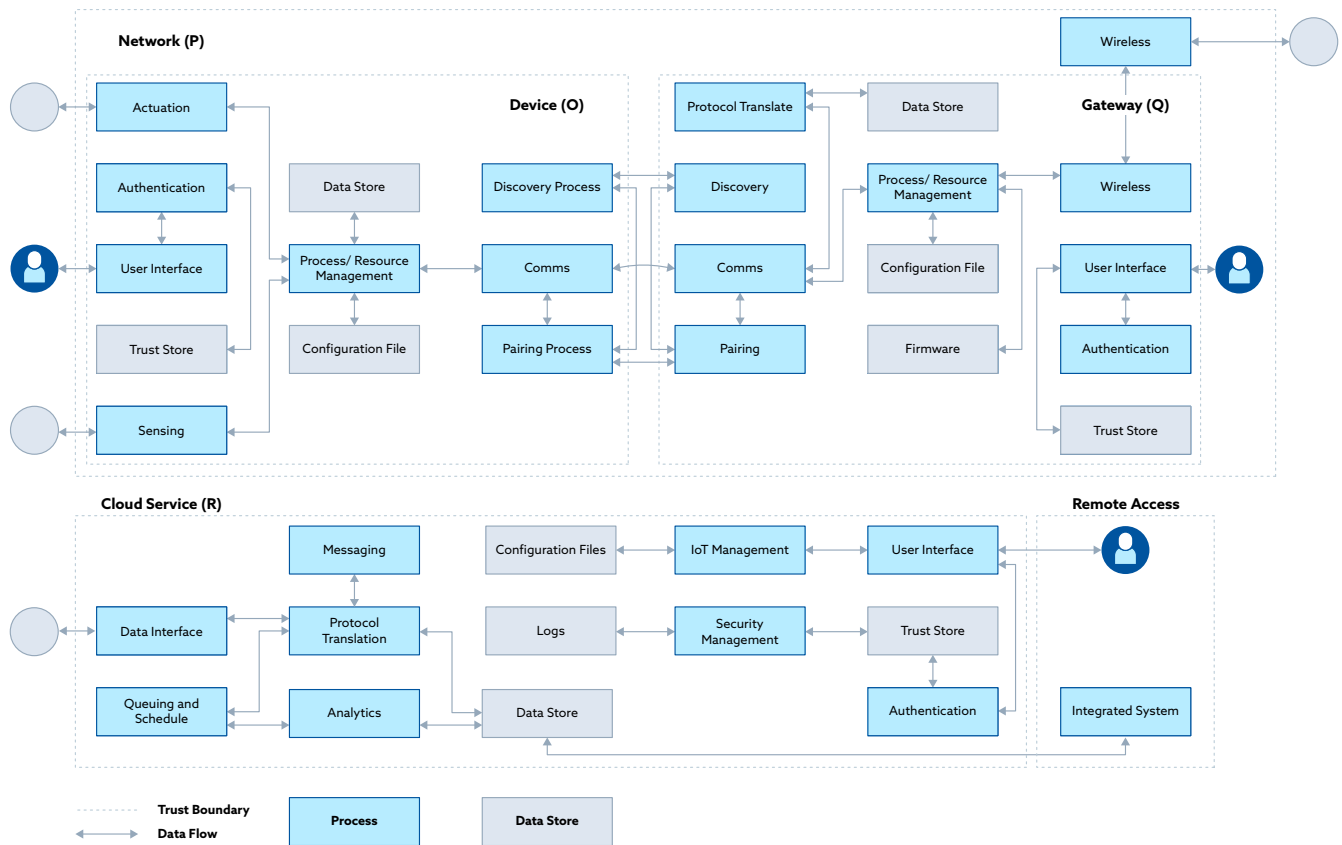 Network (P)
Wireless
Actuation
Device (O)
Protocol Translate
Data Store
Gateway (Q)
Authentication
Data Store
Discovery Process
Discovery
Process/ Resource
Management
Wireless
User Interface
Process/ Resource
Management
Comms
Comms
Configuration File
User Interface
Trust Store
Configuration File
Pairing Process
Pairing
Firmware
Authentication
Sensing
Trust Store
Cloud Service (R)
Remote Access
Messaging
Configuration Files
IoT Management
User Interface
Data Interface
Protocol
Translation
Logs
Security
Management
Trust Store
Queuing and
Schedule
Analytics
Data Store
Authentication
Integrated System
Trust Boundary
Data Flow
Process
Data Store